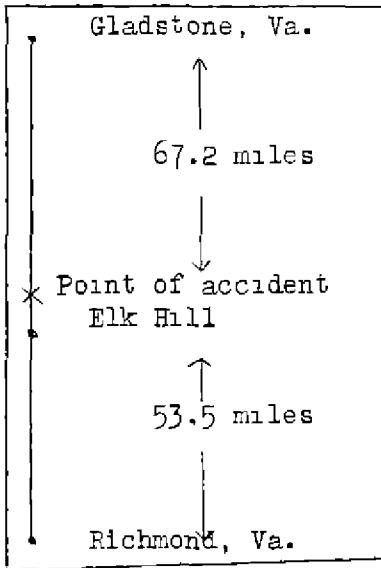 Gladstone, Va.
67.2 miles
Point of accident
Elk Hill
53.5 miles
Richmond, Va.